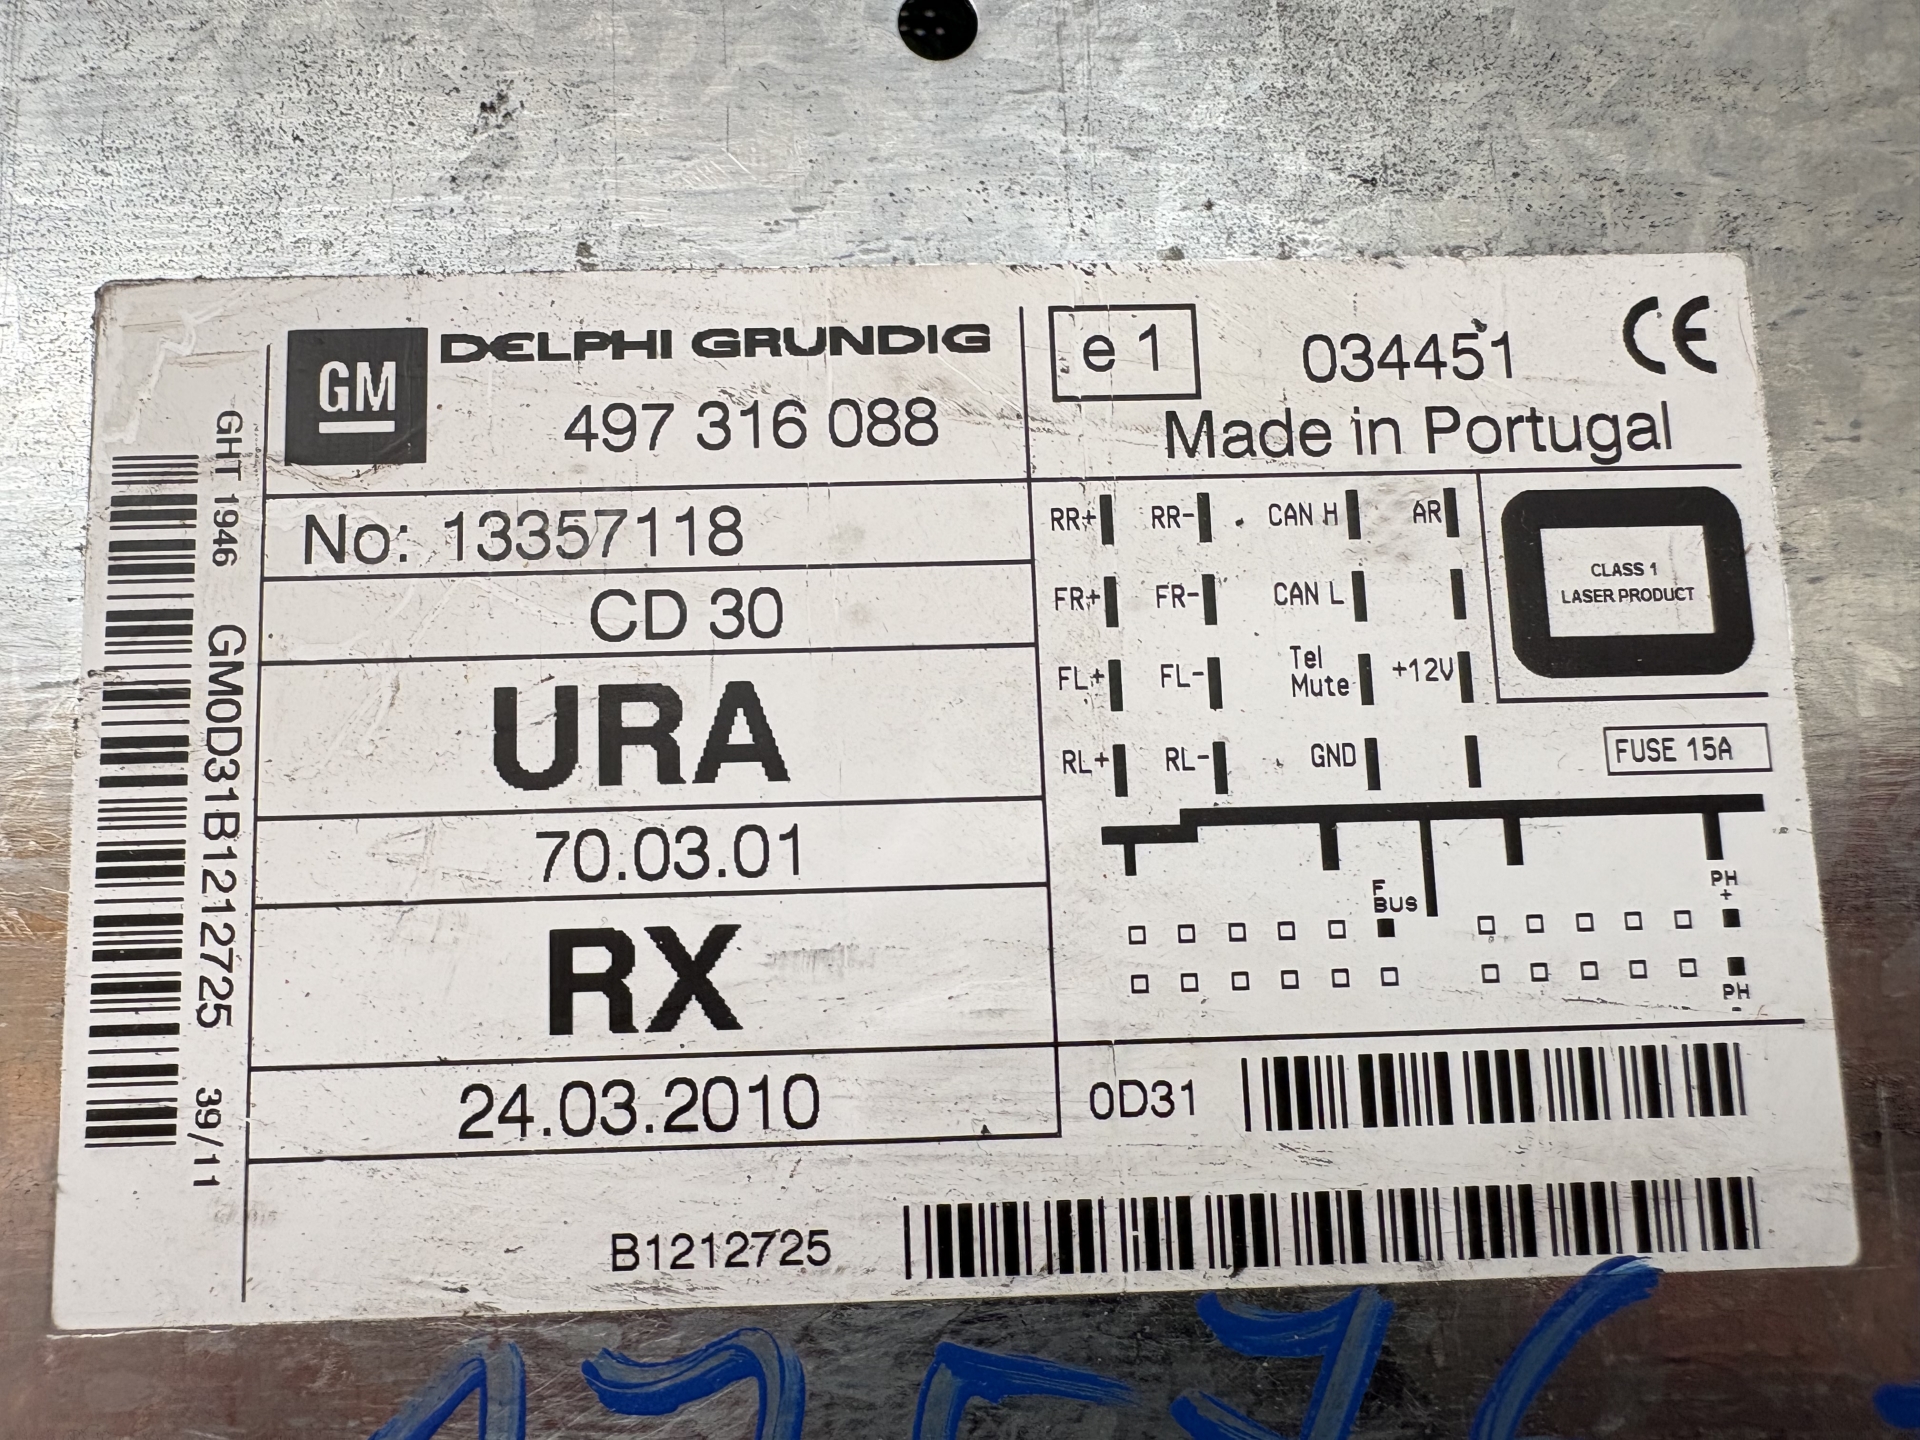 GM
DELPHI GRUNDIG
497 316 088
e1
034451
CE
Made in Portugal
No: 13357118
CD 30
URA
70.03.01
RX
24.03.2010
RR+ RR- CAN H AR
FR+ FR- CAN L
FL+ FL- Tel Mute +12V
RL+ RL- GND
CLASS 1
LASER PRODUCT
FUSE 15A
F
BUS
PH
+
PH
-
0D31
B1212725
GHT 1946 GM0D31B1212725 39/11